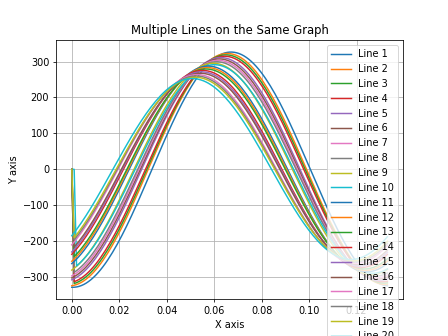 Multiple Lines on the Same Graph
Y axis
300
200
100
0
−100
−200
−300
0.00
0.02
0.04
0.06
0.08
0.10
X axis
Line 1
Line 2
Line 3
Line 4
Line 5
Line 6
Line 7
Line 8
Line 9
Line 10
Line 11
Line 12
Line 13
Line 14
Line 15
Line 16
Line 17
Line 18
Line 19
Line 20